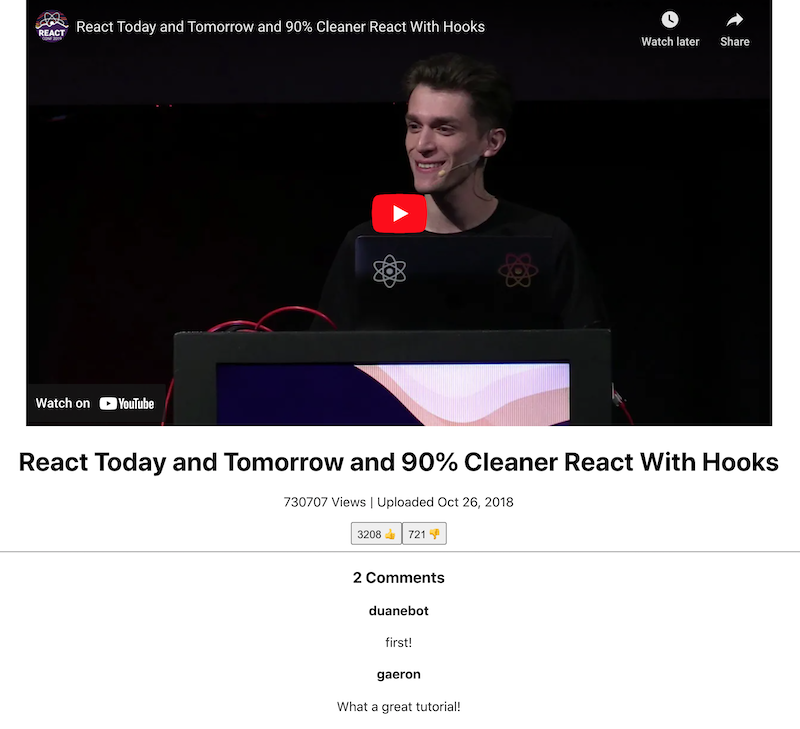 REACT
CONF 2019
React Today and Tomorrow and 90% Cleaner React With Hooks
Watch later
Share
Watch on YouTube
React Today and Tomorrow and 90% Cleaner React With Hooks
730707 Views | Uploaded Oct 26, 2018
3208 👍 721 👎
2 Comments
duanebot
first!
gaeron
What a great tutorial!